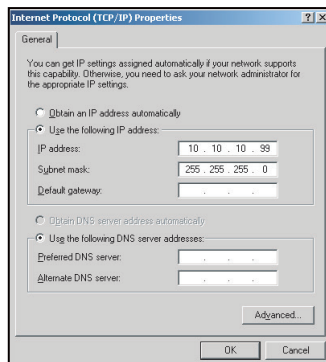 Internet Protocol (TCP/IP) Properties
General
You can get IP settings assigned automatically if your network supports
this capability. Otherwise, you need to ask your network administrator for
the appropriate IP settings.
Obtain an IP address automatically
Use the following IP address:
IP address: 10 . 10 . 10 . 99
Subnet mask: 255 . 255 . 255 . 0
Default gateway: . . .
Obtain DNS server address automatically
Use the following DNS server addresses:
Preferred DNS server: . . .
Alternate DNS server: . . .
Advanced...
OK Cancel